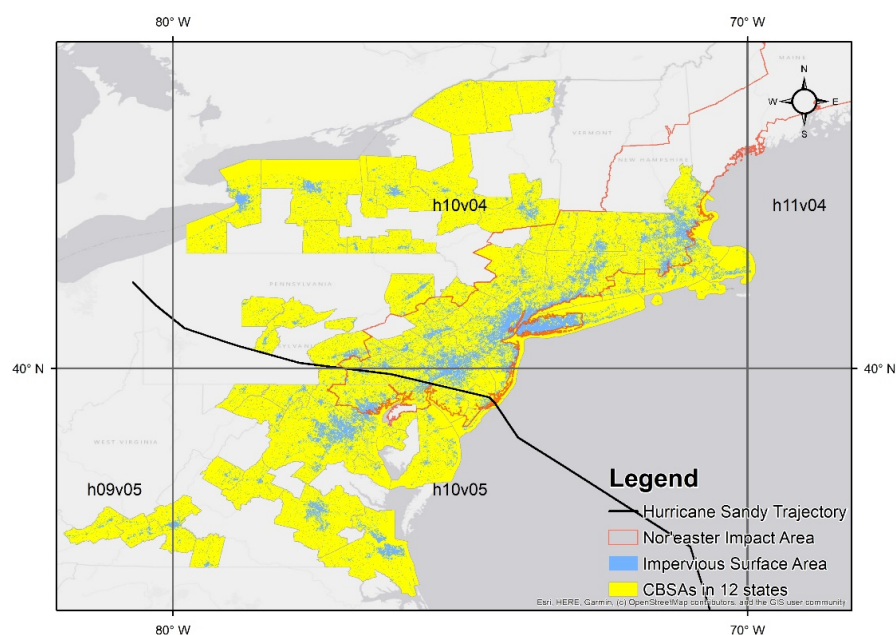 80° W
70° W
MAINE
N
W
E
S
VERMONT
NEW HAMPSHIRE
h10v04
h11v04
PENNSYLVANIA
40° N
40° N
WEST VIRGINIA
h09v05
h10v05
Legend
Hurricane Sandy Trajectory
Nor'easter Impact Area
Impervious Surface Area
CBSAs in 12 states
Esri, HERE, Garmin, (c) OpenStreetMap contributors, and the GIS user community
80° W
70° W